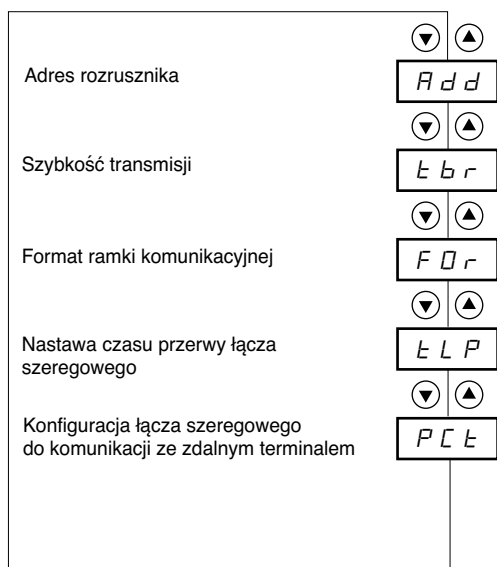 Adres rozrusznika
Add
Szybkość transmisji
tbr
Format ramki komunikacyjnej
FOr
Nastawa czasu przerwy łącza
szeregowego
tLP
Konfiguracja łącza szeregowego
do komunikacji ze zdalnym terminalem
PCt